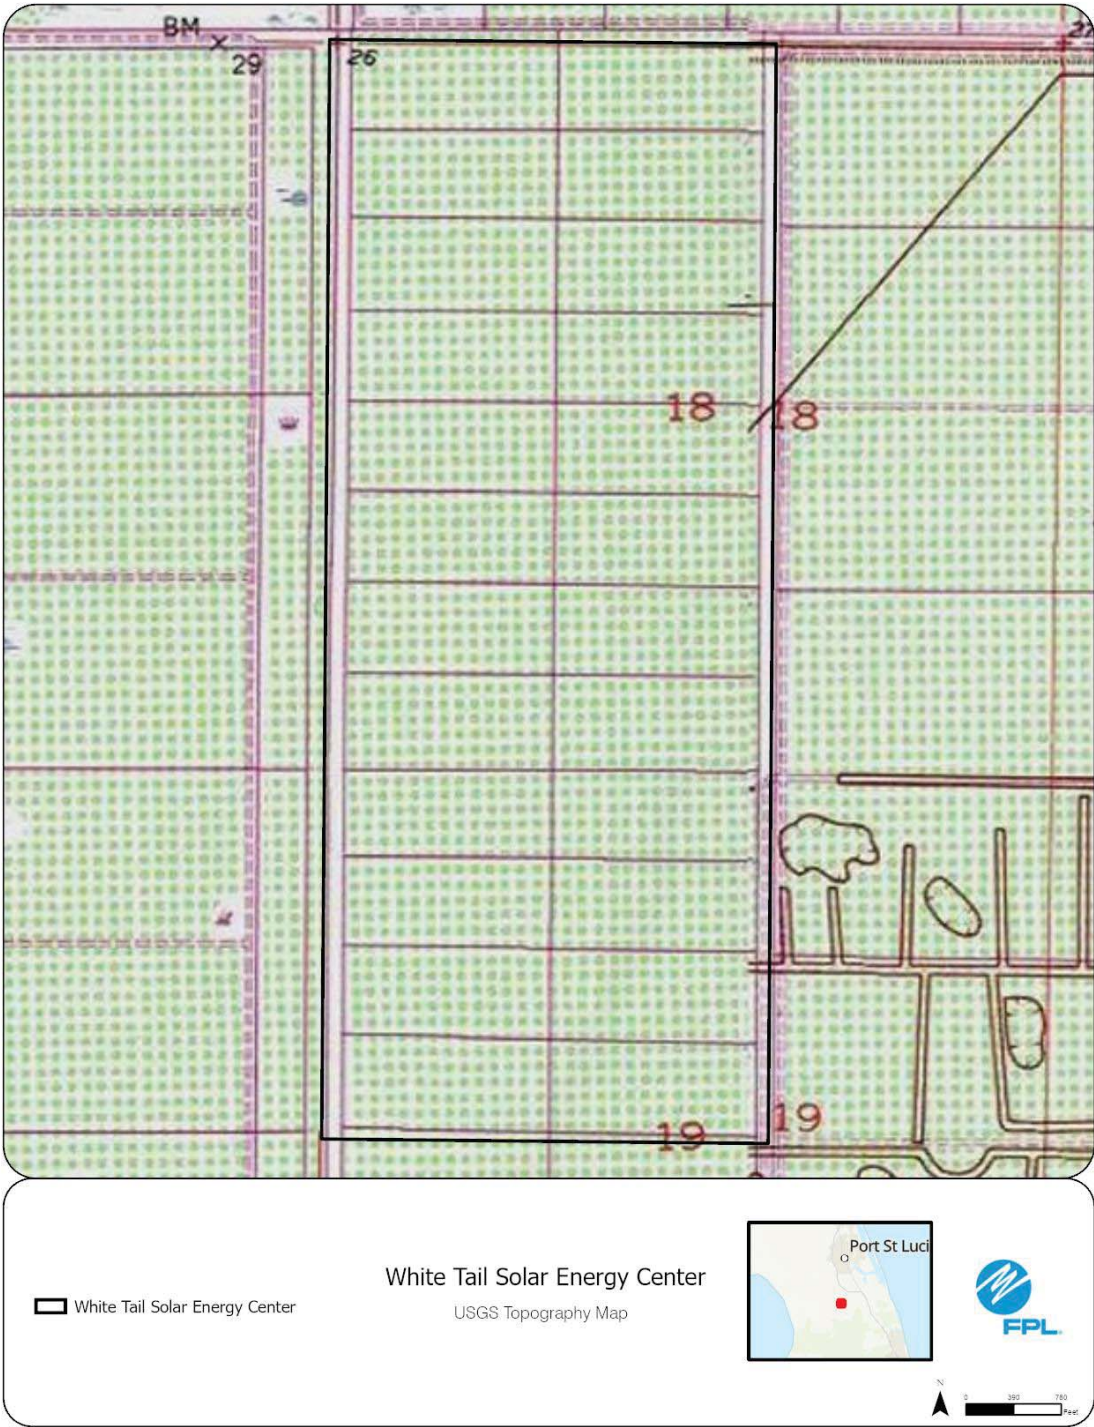 BM
29
26
27
18
18
19
19
White Tail Solar Energy Center
White Tail Solar Energy Center
USGS Topography Map
Port St Luci
FPL
N
0 390 780
Feet